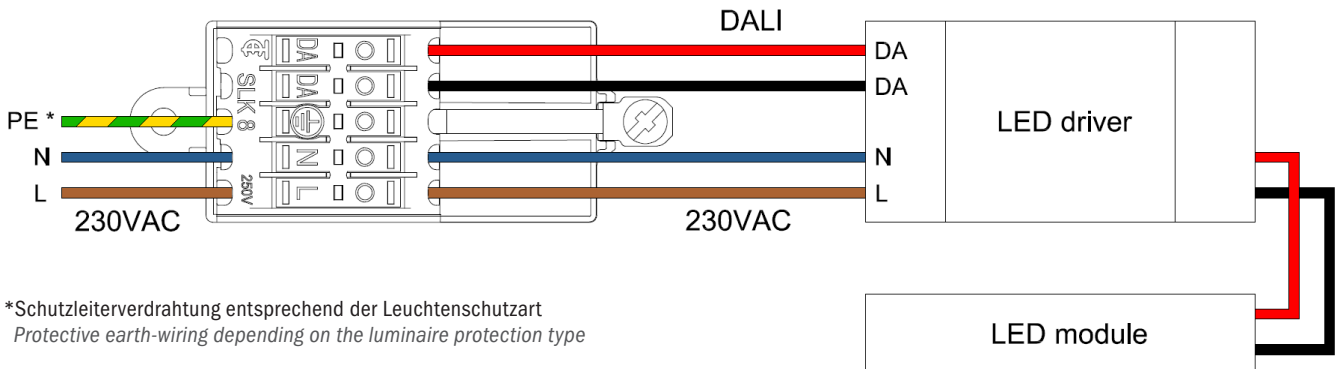 DALI
DA
DA
SLK 8
DA
DA
PE *
LED driver
N
N
N
L
L
250V
L
230VAC
230VAC
*Schutzleiterverdrahtung entsprechend der Leuchtenschutzart
Protective earth-wiring depending on the luminaire protection type
LED module